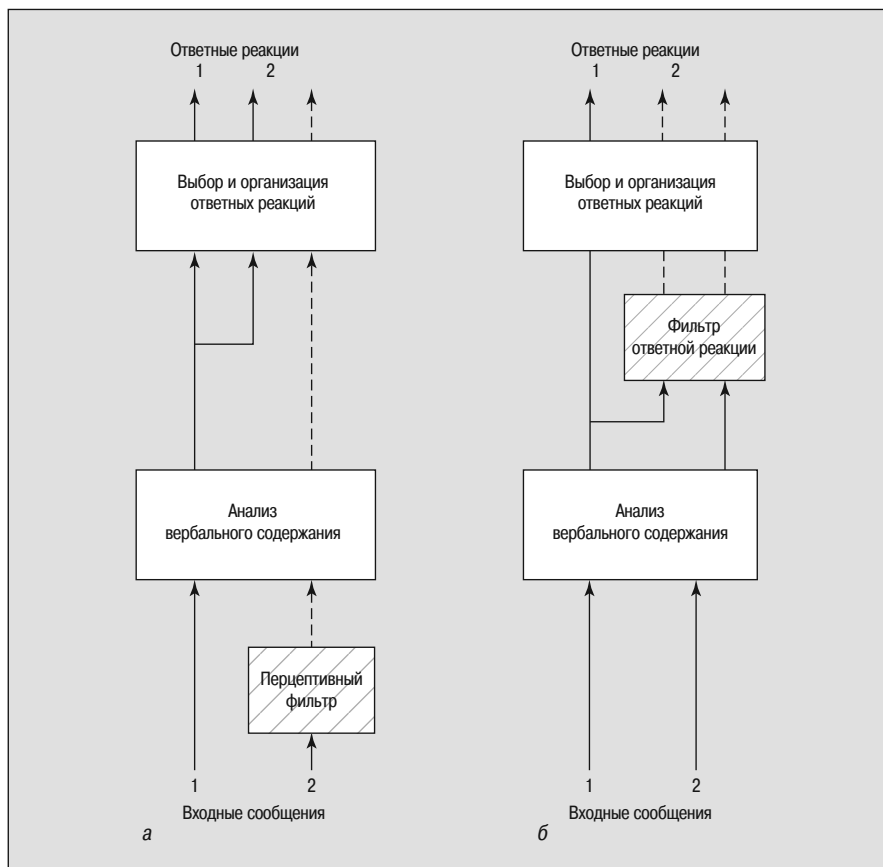 Ответные реакции
1 2
Выбор и организация
ответных реакций
Анализ
вербального содержания
Перцептивный
фильтр
1 2
Входные сообщения
а
Ответные реакции
1 2
Выбор и организация
ответных реакций
Фильтр
ответной реакции
Анализ
вербального содержания
1 2
Входные сообщения
б